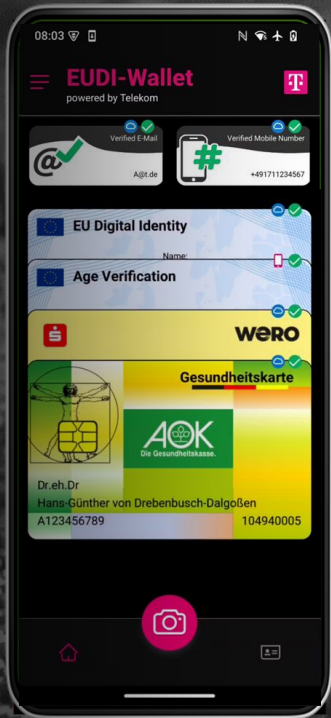 08:03
EUDI-Wallet
powered by Telekom
T
Verified E-Mail
@
A@t.de
Verified Mobile Number
#
+491711234567
EU Digital Identity
Name:
Age Verification
S
wero
Gesundheitskarte
AOK
Die Gesundheitskasse.
Dr.eh.Dr
Hans-Günther von Drebenbusch-Dalgoßen
A123456789
104940005